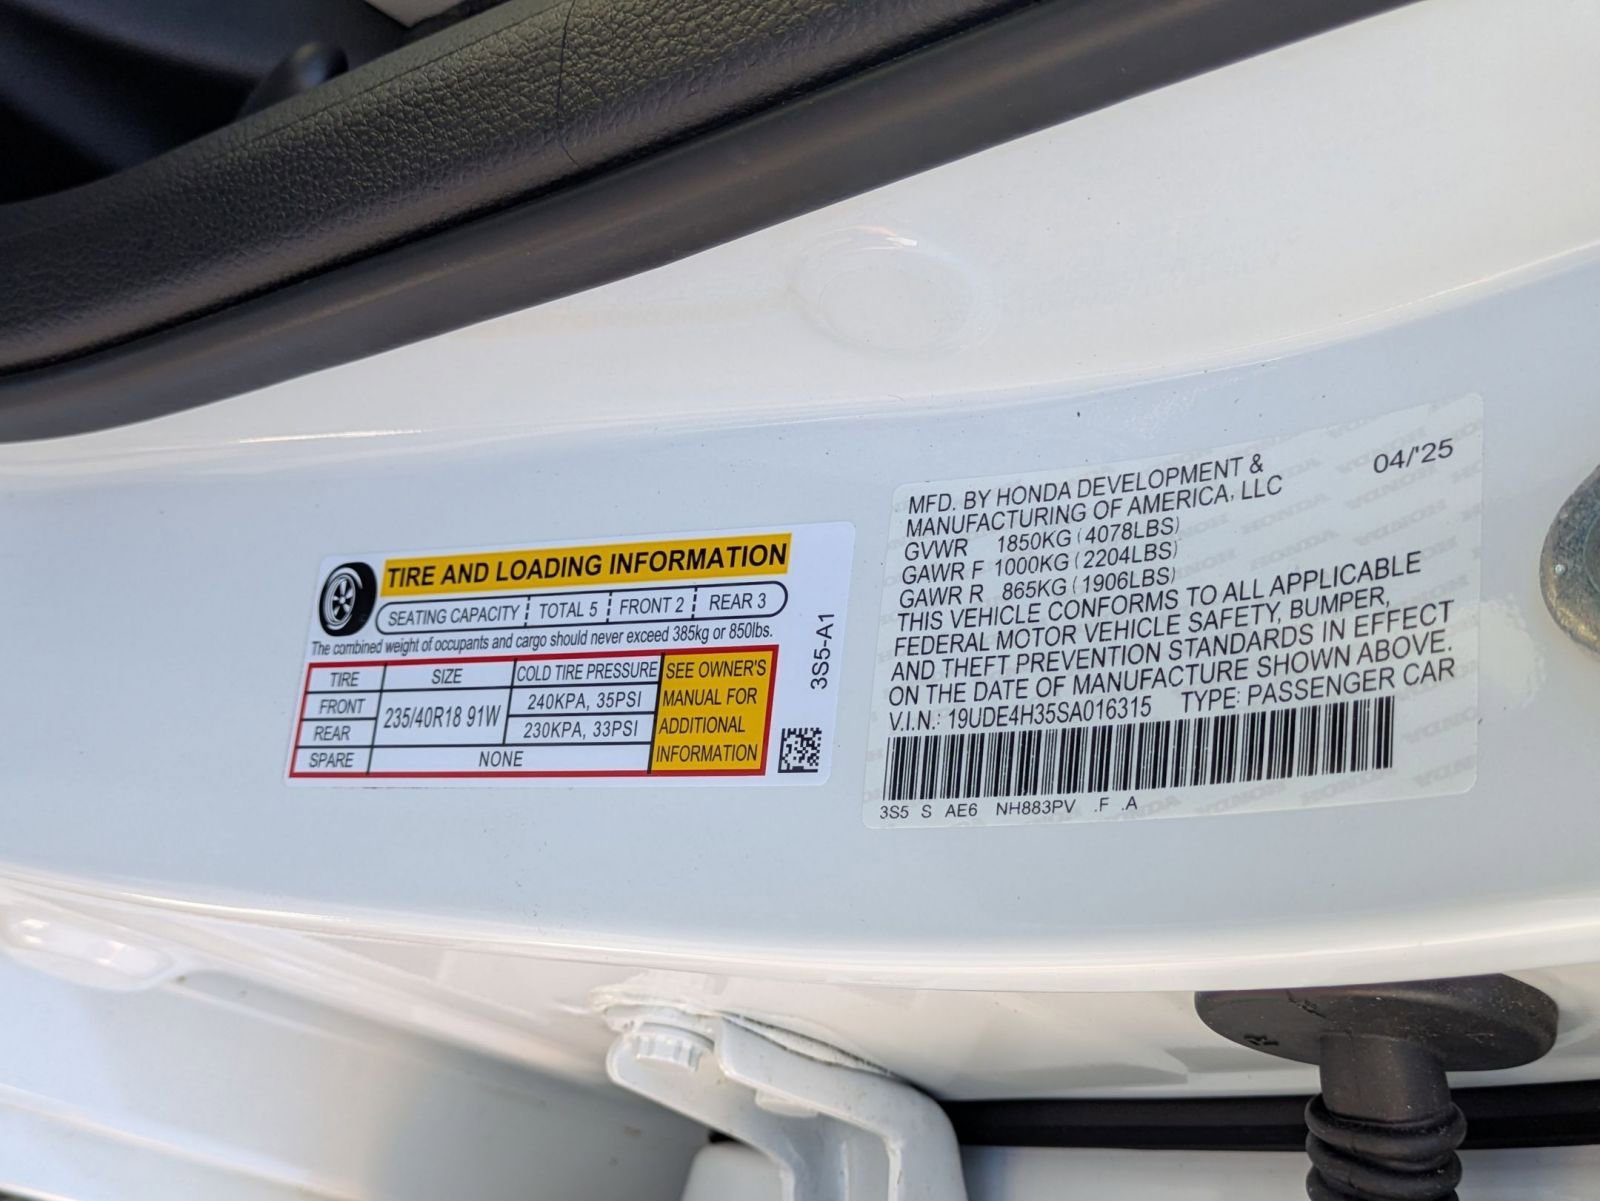 TIRE AND LOADING INFORMATION
SEATING CAPACITY TOTAL 5 FRONT 2 REAR 3
The combined weight of occupants and cargo should never exceed 385kg or 850lbs.
TIRE SIZE COLD TIRE PRESSURE
FRONT 235/40R18 91W 240KPA, 35PSI
REAR 230KPA, 33PSI
SPARE NONE
SEE OWNER'S
MANUAL FOR
ADDITIONAL
INFORMATION
3S5-A1
MFD. BY HONDA DEVELOPMENT & 04/'25
MANUFACTURING OF AMERICA, LLC
GVWR 1850KG (4078LBS)
GAWR F 1000KG (2204LBS)
GAWR R 865KG (1906LBS)
THIS VEHICLE CONFORMS TO ALL APPLICABLE
FEDERAL MOTOR VEHICLE SAFETY, BUMPER,
AND THEFT PREVENTION STANDARDS IN EFFECT
ON THE DATE OF MANUFACTURE SHOWN ABOVE.
V.I.N.: 19UDE4H35SA016315 TYPE: PASSENGER CAR
3S5 S AE6 NH883PV .F .A